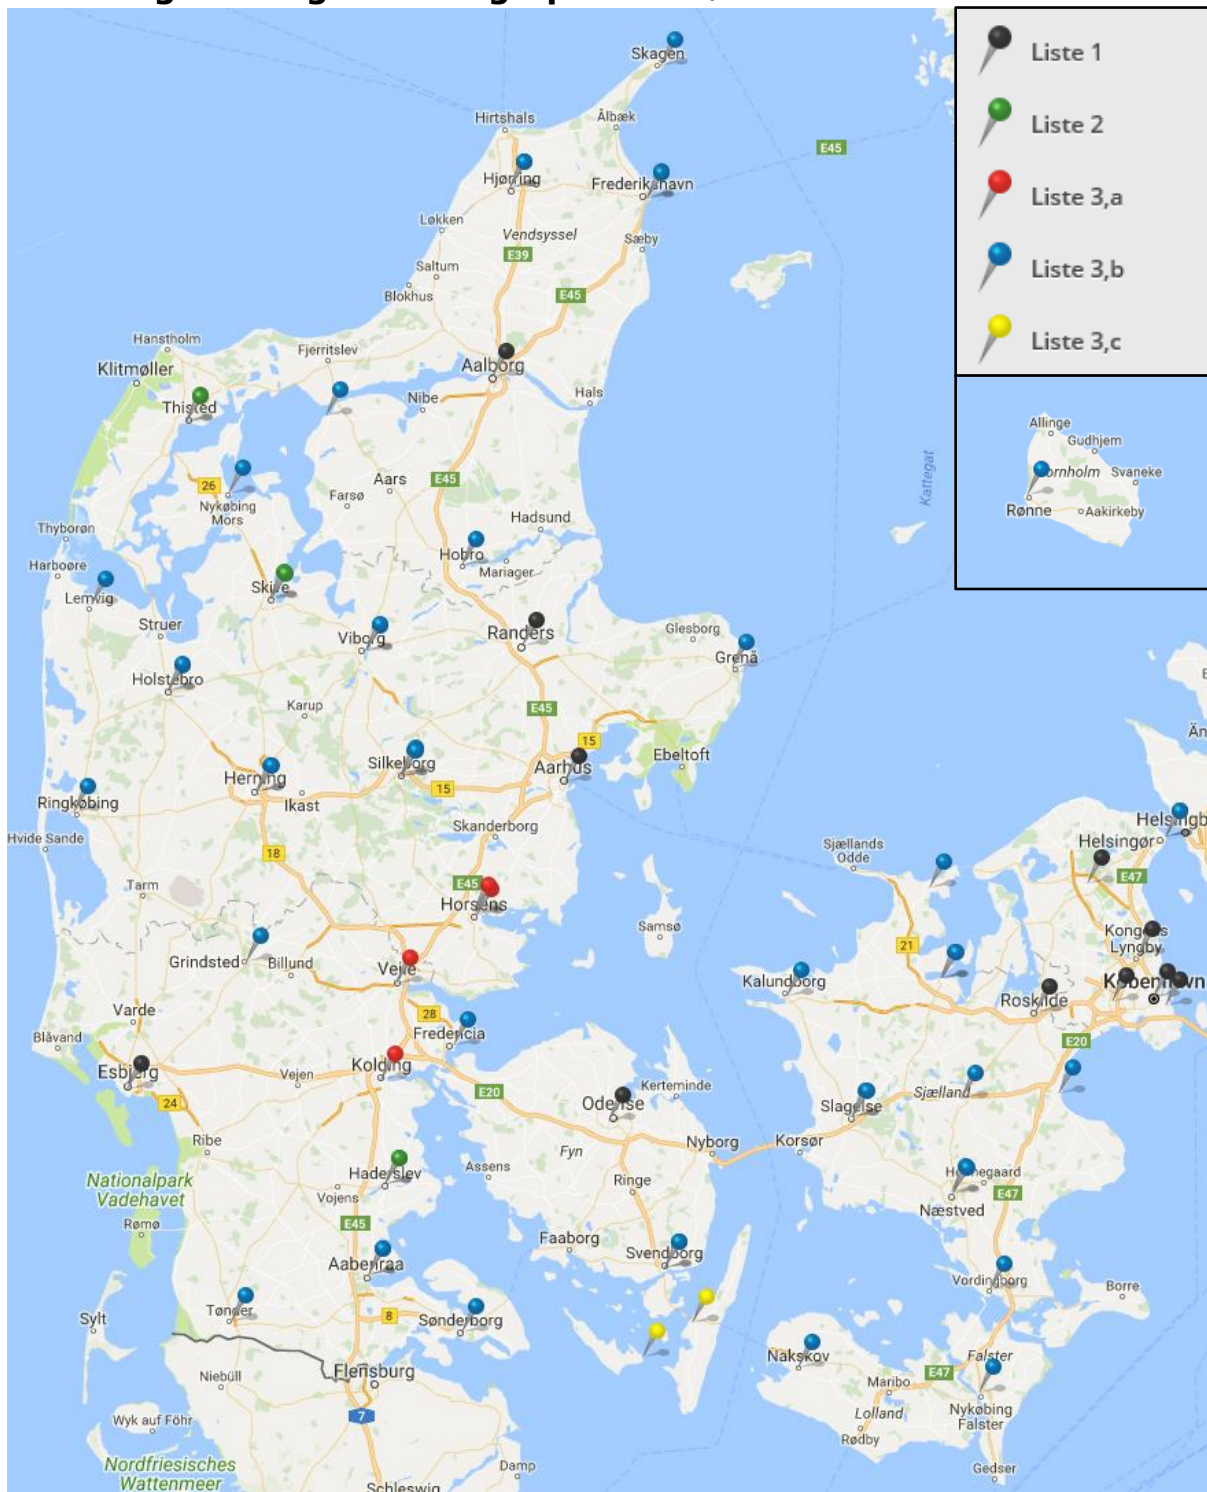 Liste 1
Liste 2
Liste 3,a
Liste 3,b
Liste 3,c
Skagen
Hirtshals
Ålbæk
E45
Hjørring
Frederikshavn
Løkken
Vendsyssel
Sæby
E39
Saltum
Blokhus
E45
Hanstholm
Fjerritslev
Klitmøller
Aalborg
Thisted
Nibe
Hals
Allinge
Gudhjem
Svaneke
Rønne
Aakirkeby
Kattegat
26
Aars
E45
Nykøbing
Mors
Farsø
Hadsund
Thyborøn
Hobro
Mariager
Harboøre
Lemvig
Skive
Struer
Viborg
Randers
Glesborg
Grenå
Holstebro
Karup
E45
15
Ebeltoft
Silkeborg
Aarhus
Herning
15
Ikast
Ringkøbing
Hvide Sande
Skanderborg
18
Sjællands
Odde
Helsingør
E47
Tarm
E45
Horsens
Samsø
Grindsted
Billund
Vejle
21
Kongens
Lyngby
Kalundborg
København
Roskilde
Varde
28
Fredericia
Blåvand
E20
Esbjerg
Vejen
Kolding
E20
24
Odense
Kerteminde
Slagelse
Sjælland
Ribe
Fyn
Nyborg
Korsør
Haderslev
Assens
Ringe
Nationalpark
Vadehavet
Vojens
E47
Næstved
Rømø
E45
Faaborg
Svendborg
Aabenraa
Vordingborg
Borre
Sylt
Tønder
8
Sønderborg
Nakskov
Falster
Flensburg
Niebüll
Maribo
E47
Lolland
Nykøbing
Falster
7
Wyk auf Föhr
Rødby
Nordfriesisches
Wattenmeer
Damp
Gedser
Schleswig